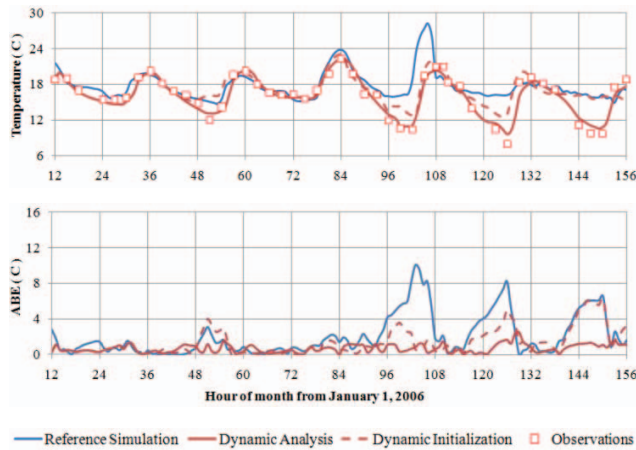 Temperature ( C )
30
24
18
12
6
12 24 36 48 60 72 84 96 108 120 132 144 156
ABE ( C )
16
12
8
4
0
12 24 36 48 60 72 84 96 108 120 132 144 156
Hour of month from January 1, 2006
Reference Simulation Dynamic Analysis Dynamic Initialization Observations